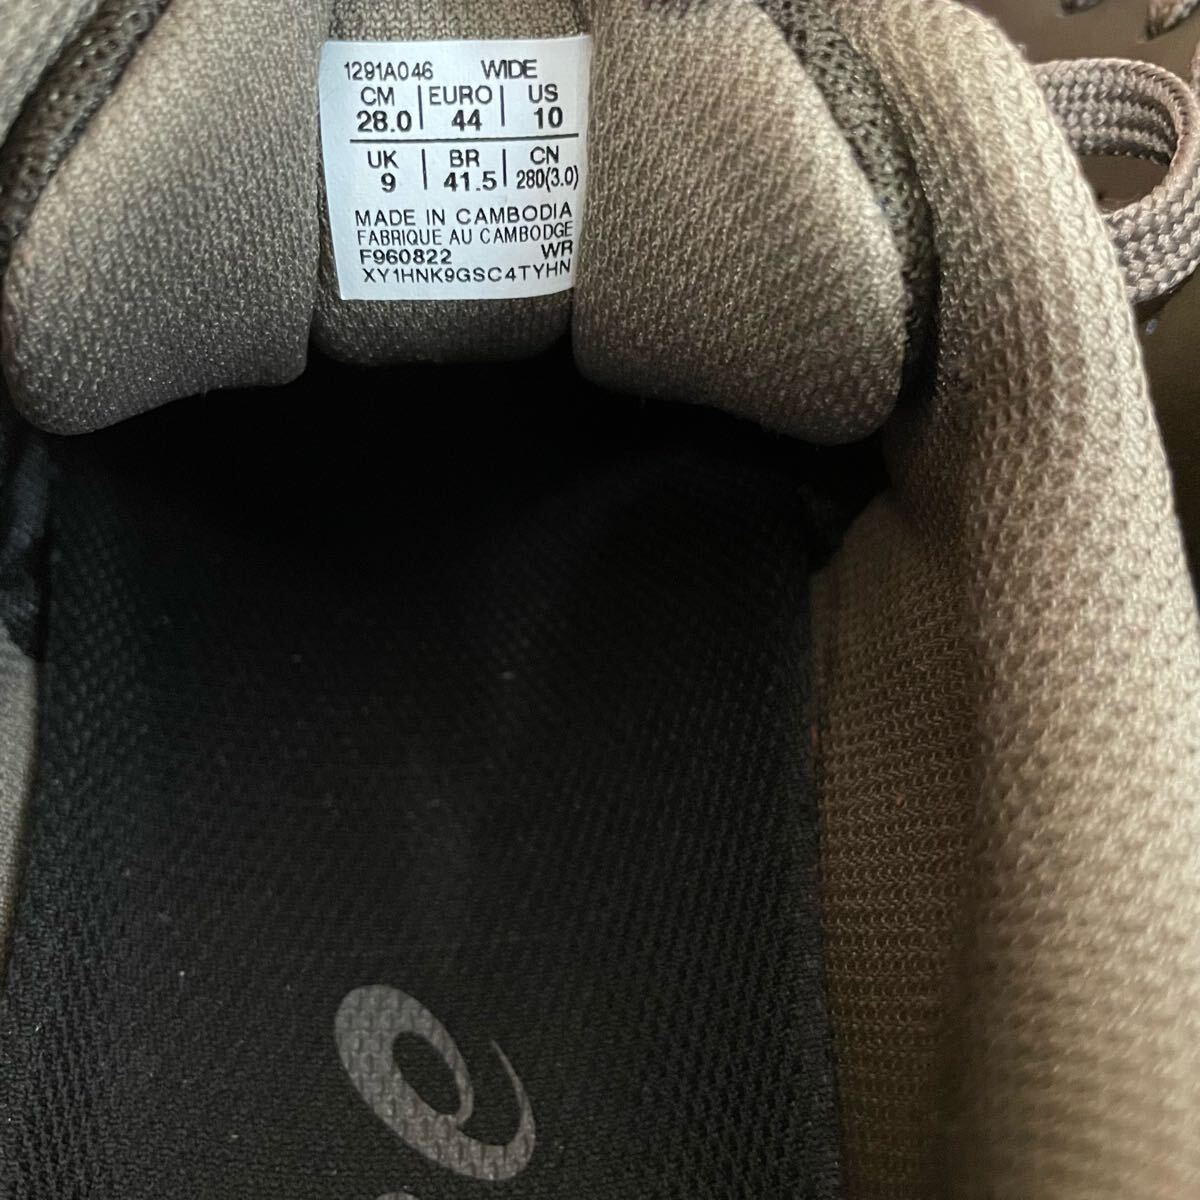 1291A046 WIDE
CM | EURO | US
28.0 | 44 | 10
UK | BR | CN
9 | 41.5 | 280(3.0)
MADE IN CAMBODIA
FABRIQUE AU CAMBODGE
F960822 WR
XY1HNK9GSC4TYHN